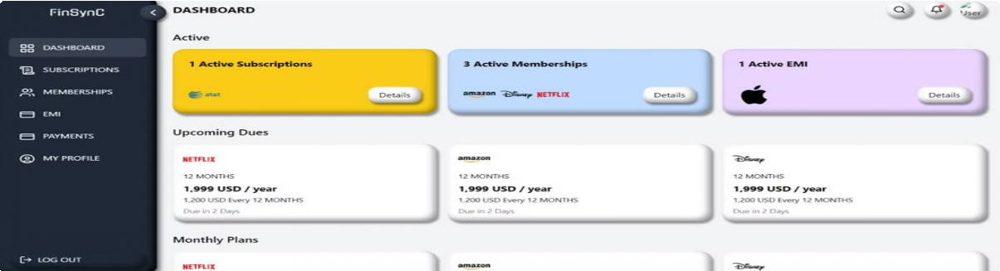 FinSynC
DASHBOARD
SUBSCRIPTIONS
MEMBERSHIPS
EMI
PAYMENTS
MY PROFILE
LOG OUT
DASHBOARD
User
Active
1 Active Subscriptions
at&t
Details
3 Active Memberships
amazon Disney NETFLIX
Details
1 Active EMI
Details
Upcoming Dues
NETFLIX
12 MONTHS
1,999 USD / year
1,200 USD Every 12 MONTHS
Due in 2 Days
amazon
12 MONTHS
1,999 USD / year
1,200 USD Every 12 MONTHS
Due in 2 Days
Disney
12 MONTHS
1,999 USD / year
1,200 USD Every 12 MONTHS
Due in 2 Days
Monthly Plans
NETFLIX
amazon
Disney